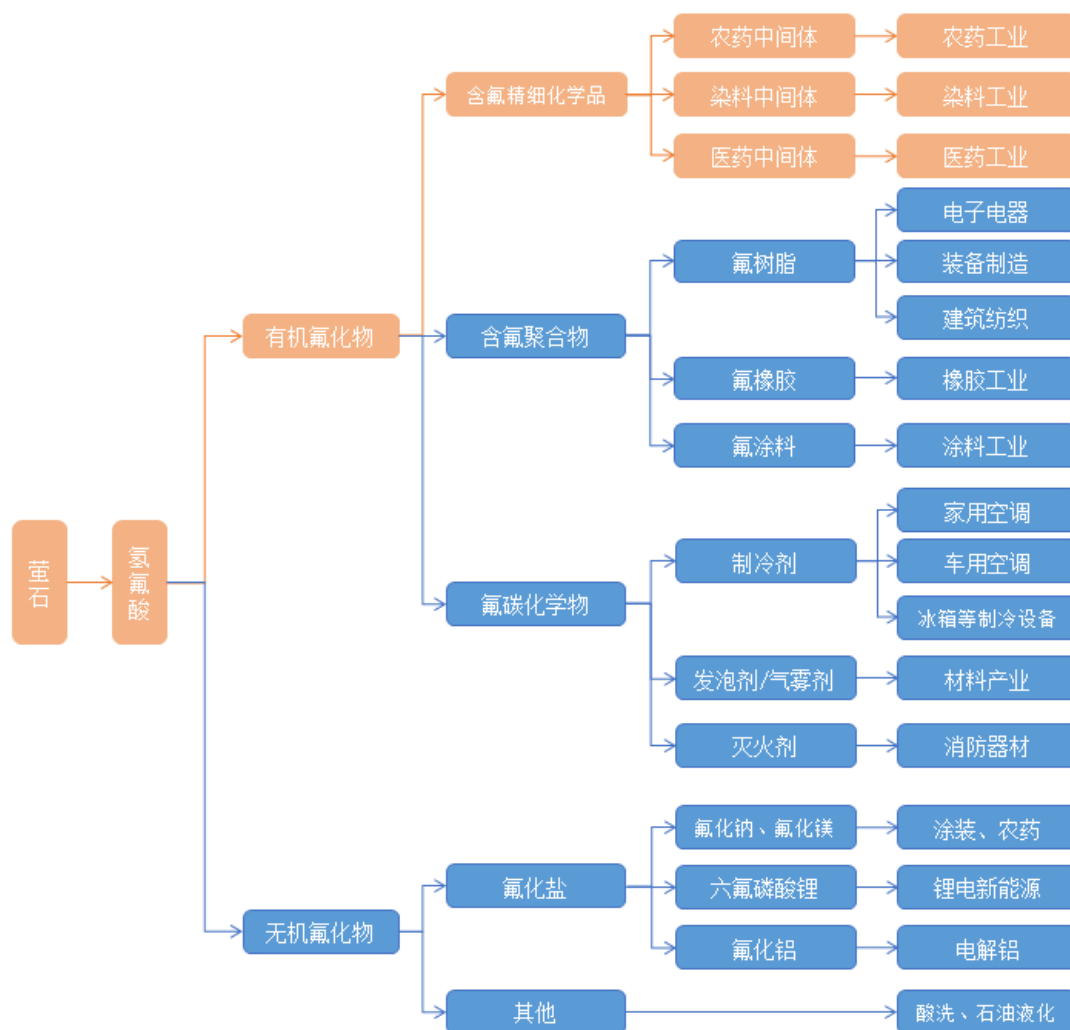 农药中间体
农药工业
含氟精细化学品
染料中间体
染料工业
医药中间体
医药工业
电子电器
氟树脂
装备制造
建筑纺织
有机氟化物
含氟聚合物
氟橡胶
橡胶工业
氟涂料
涂料工业
家用空调
萤石
氢氟酸
制冷剂
车用空调
氟碳化学物
冰箱等制冷设备
发泡剂/气雾剂
材料产业
灭火剂
消防器材
氟化钠、氟化镁
涂装、农药
氟化盐
六氟磷酸锂
锂电新能源
无机氟化物
氟化铝
电解铝
其他
酸洗、石油液化